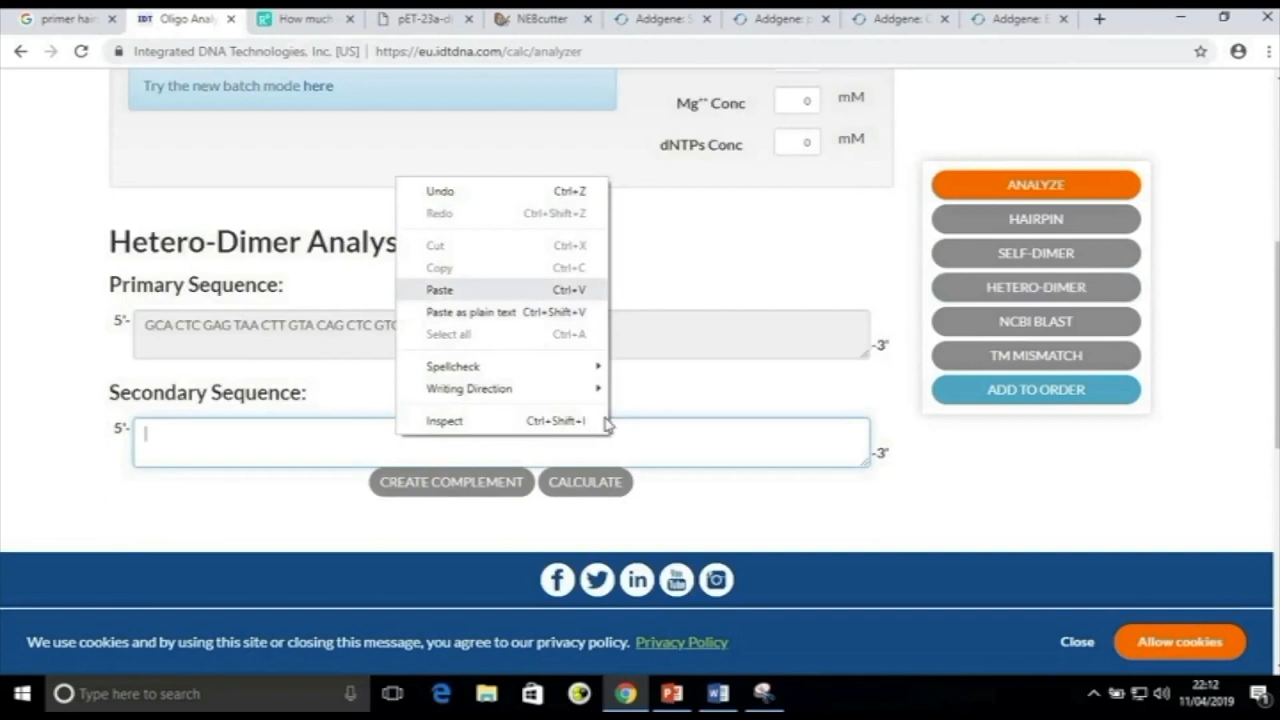 primer hair
IDT Oligo Anal
How much
pET-23a-d
NEBcutter
Addgene: S
Addgene: p
Addgene: C
Addgene: E
Integrated DNA Technologies, Inc. [US] | https://eu.idtdna.com/calc/analyzer
Try the new batch mode here
Mg++ Conc 0 mM
dNTPs Conc 0 mM
ANALYZE
HAIRPIN
SELF-DIMER
HETERO-DIMER
NCBI BLAST
TM MISMATCH
ADD TO ORDER
Undo Ctrl+Z
Redo Ctrl+Shift+Z
Cut Ctrl+X
Copy Ctrl+C
Paste Ctrl+V
Paste as plain text Ctrl+Shift+V
Select all Ctrl+A
Spellcheck
Writing Direction
Inspect Ctrl+Shift+I
Hetero-Dimer Analys
Primary Sequence:
5'- GCA CTC GAG TAA CTT GTA CAG CTC GTC -3'
Secondary Sequence:
5'- -3'
CREATE COMPLEMENT CALCULATE
We use cookies and by using this site or closing this message, you agree to our privacy policy. Privacy Policy
Close
Allow cookies
Type here to search
22:12
11/04/2019